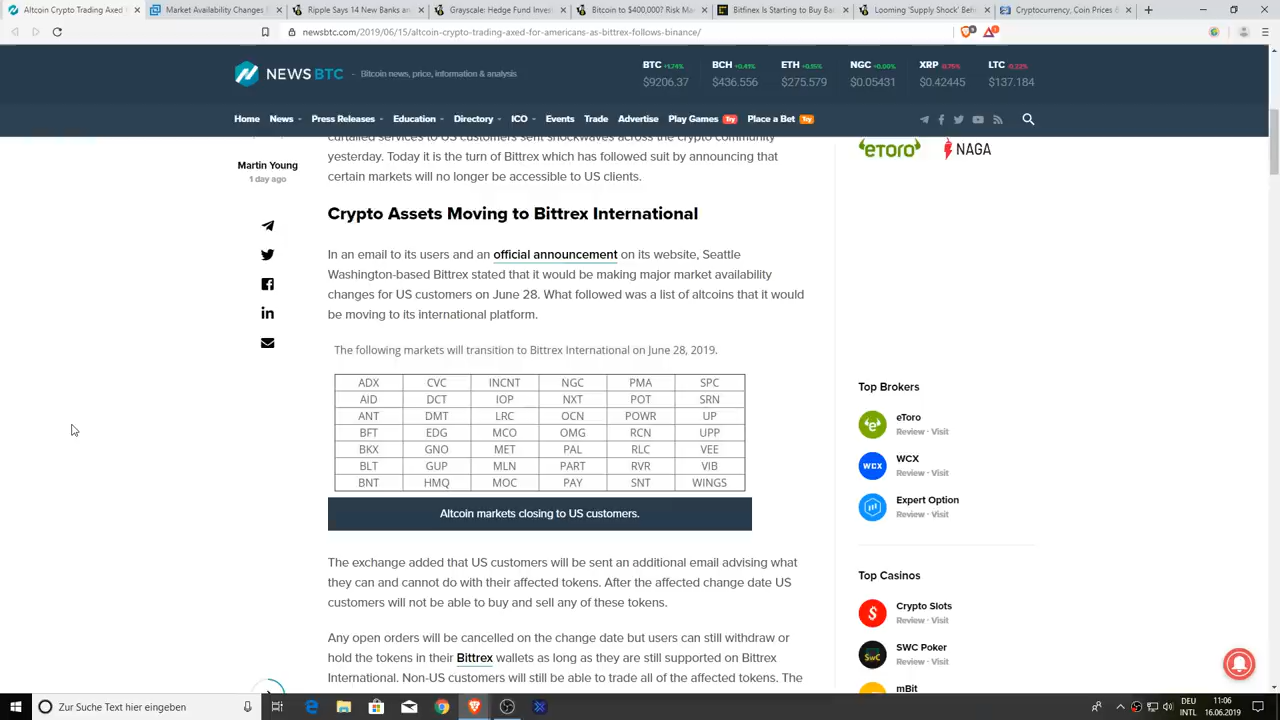 Altcoin Crypto Trading Axed
Market Availability Changes
Ripple Says 14 New Banks a
Grayscale: Hedge Fund Inves
Bitcoin to $400,000? Risk Ma
Bitfinex Is Starting to Buy Ba
Looming 'Supply Shock' Behi
Cryptocurrency, Coin Prices &
newsbtc.com/2019/06/15/altcoin-crypto-trading-axed-for-americans-as-bittrex-follows-binance/
NEWSBTC - Bitcoin news, price, information & analysis
BTC +1.74% BCH +0.41% ETH +0.15% NGC +0.00% XRP -0.75% LTC -0.22%
$9206.37 $436.556 $275.579 $0.05431 $0.42445 $137.184
Home News Press Releases Education Directory ICO Events Trade Advertise Play Games Try Place a Bet Try
curtailed services to US customers sent shockwaves across the crypto community
yesterday. Today it is the turn of Bittrex which has followed suit by announcing that
certain markets will no longer be accessible to US clients.
Martin Young
1 day ago
eToro NAGA
Crypto Assets Moving to Bittrex International
In an email to its users and an official announcement on its website, Seattle
Washington-based Bittrex stated that it would be making major market availability
changes for US customers on June 28. What followed was a list of altcoins that it would
be moving to its international platform.
The following markets will transition to Bittrex International on June 28, 2019.
ADX CVC INCNT NGC PMA SPC
AID DCT IOP NXT POT SRN
ANT DMT LRC OCN POWR UP
BFT EDG MCO OMG RCN UPP
BKX GNO MET PAL RLC VEE
BLT GUP MLN PART RVR VIB
BNT HMQ MOC PAY SNT WINGS
Altcoin markets closing to US customers.
The exchange added that US customers will be sent an additional email advising what
they can and cannot do with their affected tokens. After the affected change date US
customers will not be able to buy and sell any of these tokens.
Any open orders will be cancelled on the change date but users can still withdraw or
hold the tokens in their Bittrex wallets as long as they are still supported on Bittrex
International. Non-US customers will still be able to trade all of the affected tokens. The
Top Brokers
eToro
Review · Visit
WCX
WCX
Review · Visit
Expert Option
Review · Visit
Top Casinos
Crypto Slots
Review · Visit
SWC Poker
Review · Visit
mBit
Zur Suche Text hier eingeben
DEU 11:06
INTL 16.06.2019